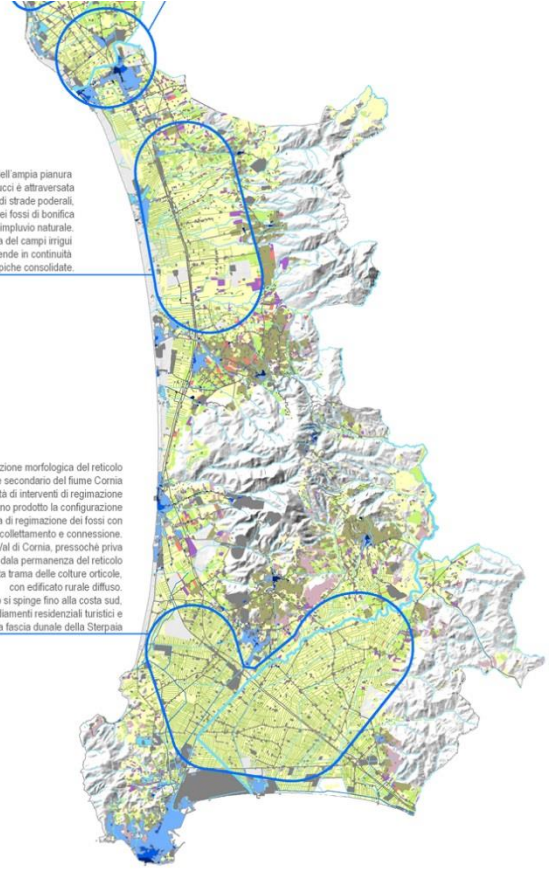 ell'ampia pianura
ucci è attraversata
di strade poderali,
ei fossi di bonifica
impluvio naturale.
a del campi irrigui
ende in continuità
piche consolidate.
zione morfologica del reticolo
e secondario del fiume Cornia
tà di interventi di regimazione
no prodotto la configurazione
a di regimazione dei fossi con
collettamento e connessione.
Val di Cornia, pressochè priva
dala permanenza del reticolo
ta trama delle colture orticole,
con edificato rurale diffuso.
o si spinge fino alla costa sud,
liamenti residenziali turistici e
a fascia dunale della Sterpaia